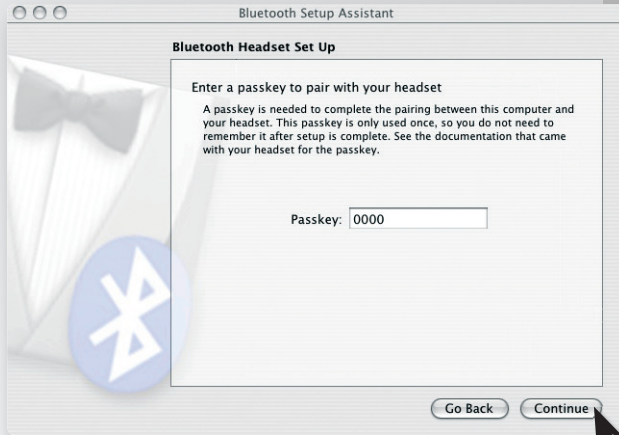 Bluetooth Setup Assistant
Bluetooth Headset Set Up
Enter a passkey to pair with your headset
A passkey is needed to complete the pairing between this computer and
your headset. This passkey is only used once, so you do not need to
remember it after setup is complete. See the documentation that came
with your headset for the passkey.
Passkey: 0000
Go Back Continue